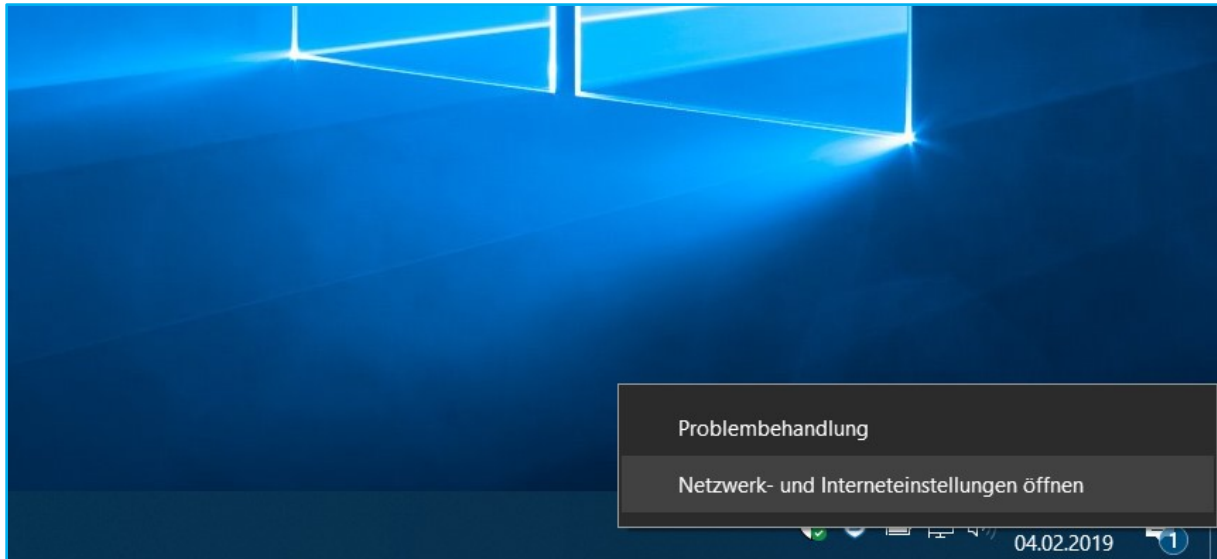 Problembehandlung
Netzwerk- und Interneteinstellungen öffnen
04.02.2019
1